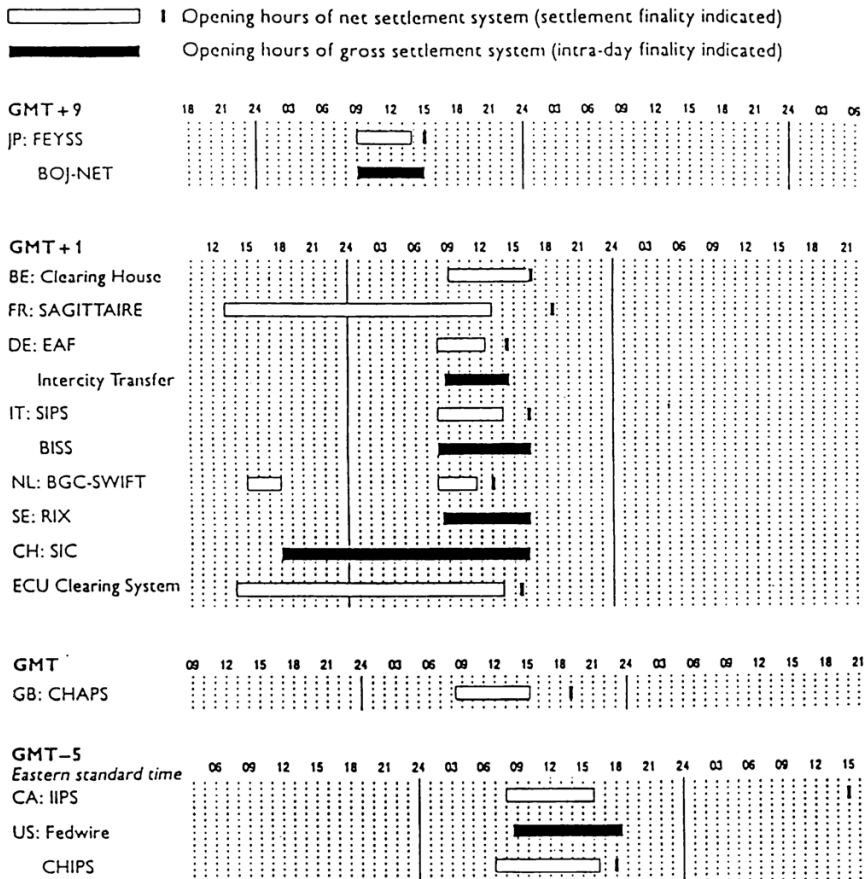 Opening hours of net settlement system (settlement finality indicated)
Opening hours of gross settlement system (intra-day finality indicated)
GMT+9 18 21 24 03 06 09 12 15 18 21 24 03 06 09 12 15 18 21 24 03 06
JP: FEYSS
BOJ-NET
GMT+1 12 15 18 21 24 03 06 09 12 15 18 21 24 03 06 09 12 15 18 21
BE: Clearing House
FR: SAGITTAIRE
DE: EAF
Intercity Transfer
IT: SIPS
BISS
NL: BGC-SWIFT
SE: RIX
CH: SIC
ECU Clearing System
GMT 09 12 15 18 21 24 03 06 09 12 15 18 21 24 03 06 09 12 15 18 21
GB: CHAPS
GMT–5 06 09 12 15 18 21 24 03 06 09 12 15 18 21 24 03 06 09 12 15
Eastern standard time
CA: IIPS
US: Fedwire
CHIPS